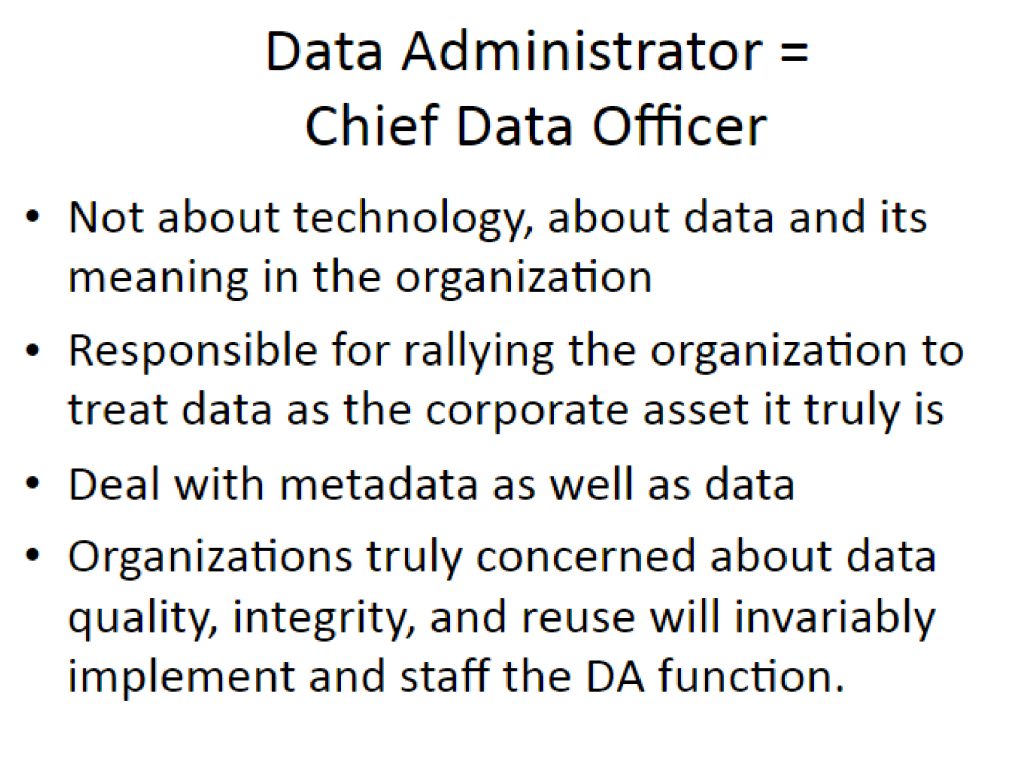 Data Administrator =
Chief Data Officer
• Not about technology, about data and its
meaning in the organization
• Responsible for rallying the organization to
treat data as the corporate asset it truly is
• Deal with metadata as well as data
• Organizations truly concerned about data
quality, integrity, and reuse will invariably
implement and staff the DA function.